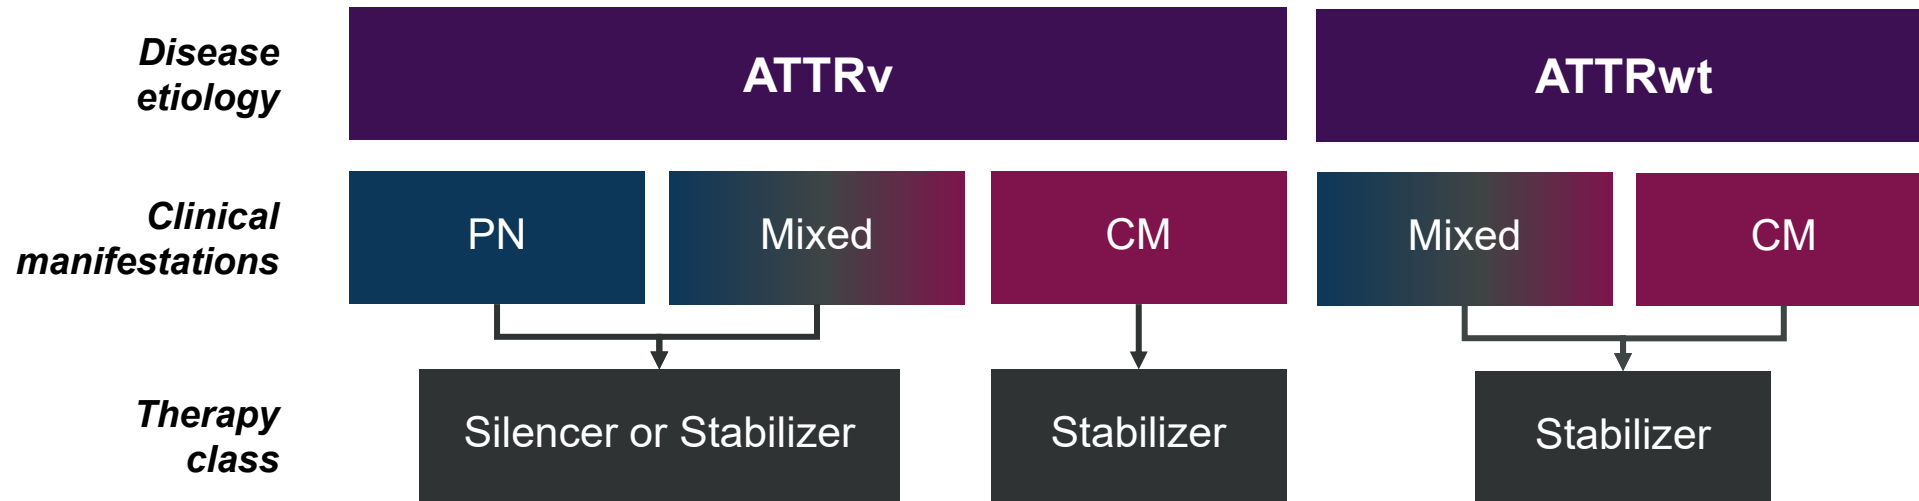 Disease
etiology
ATTRv
ATTRwt
Clinical
manifestations
PN
Mixed
CM
Mixed
CM
Therapy
class
Silencer or Stabilizer
Stabilizer
Stabilizer